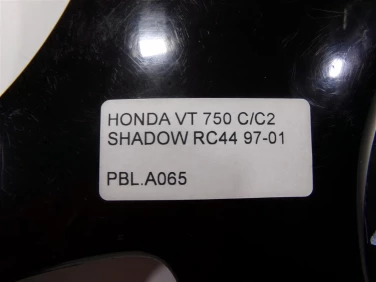 HONDA VT 750 C/C2
SHADOW RC44 97-01
PBL.A065